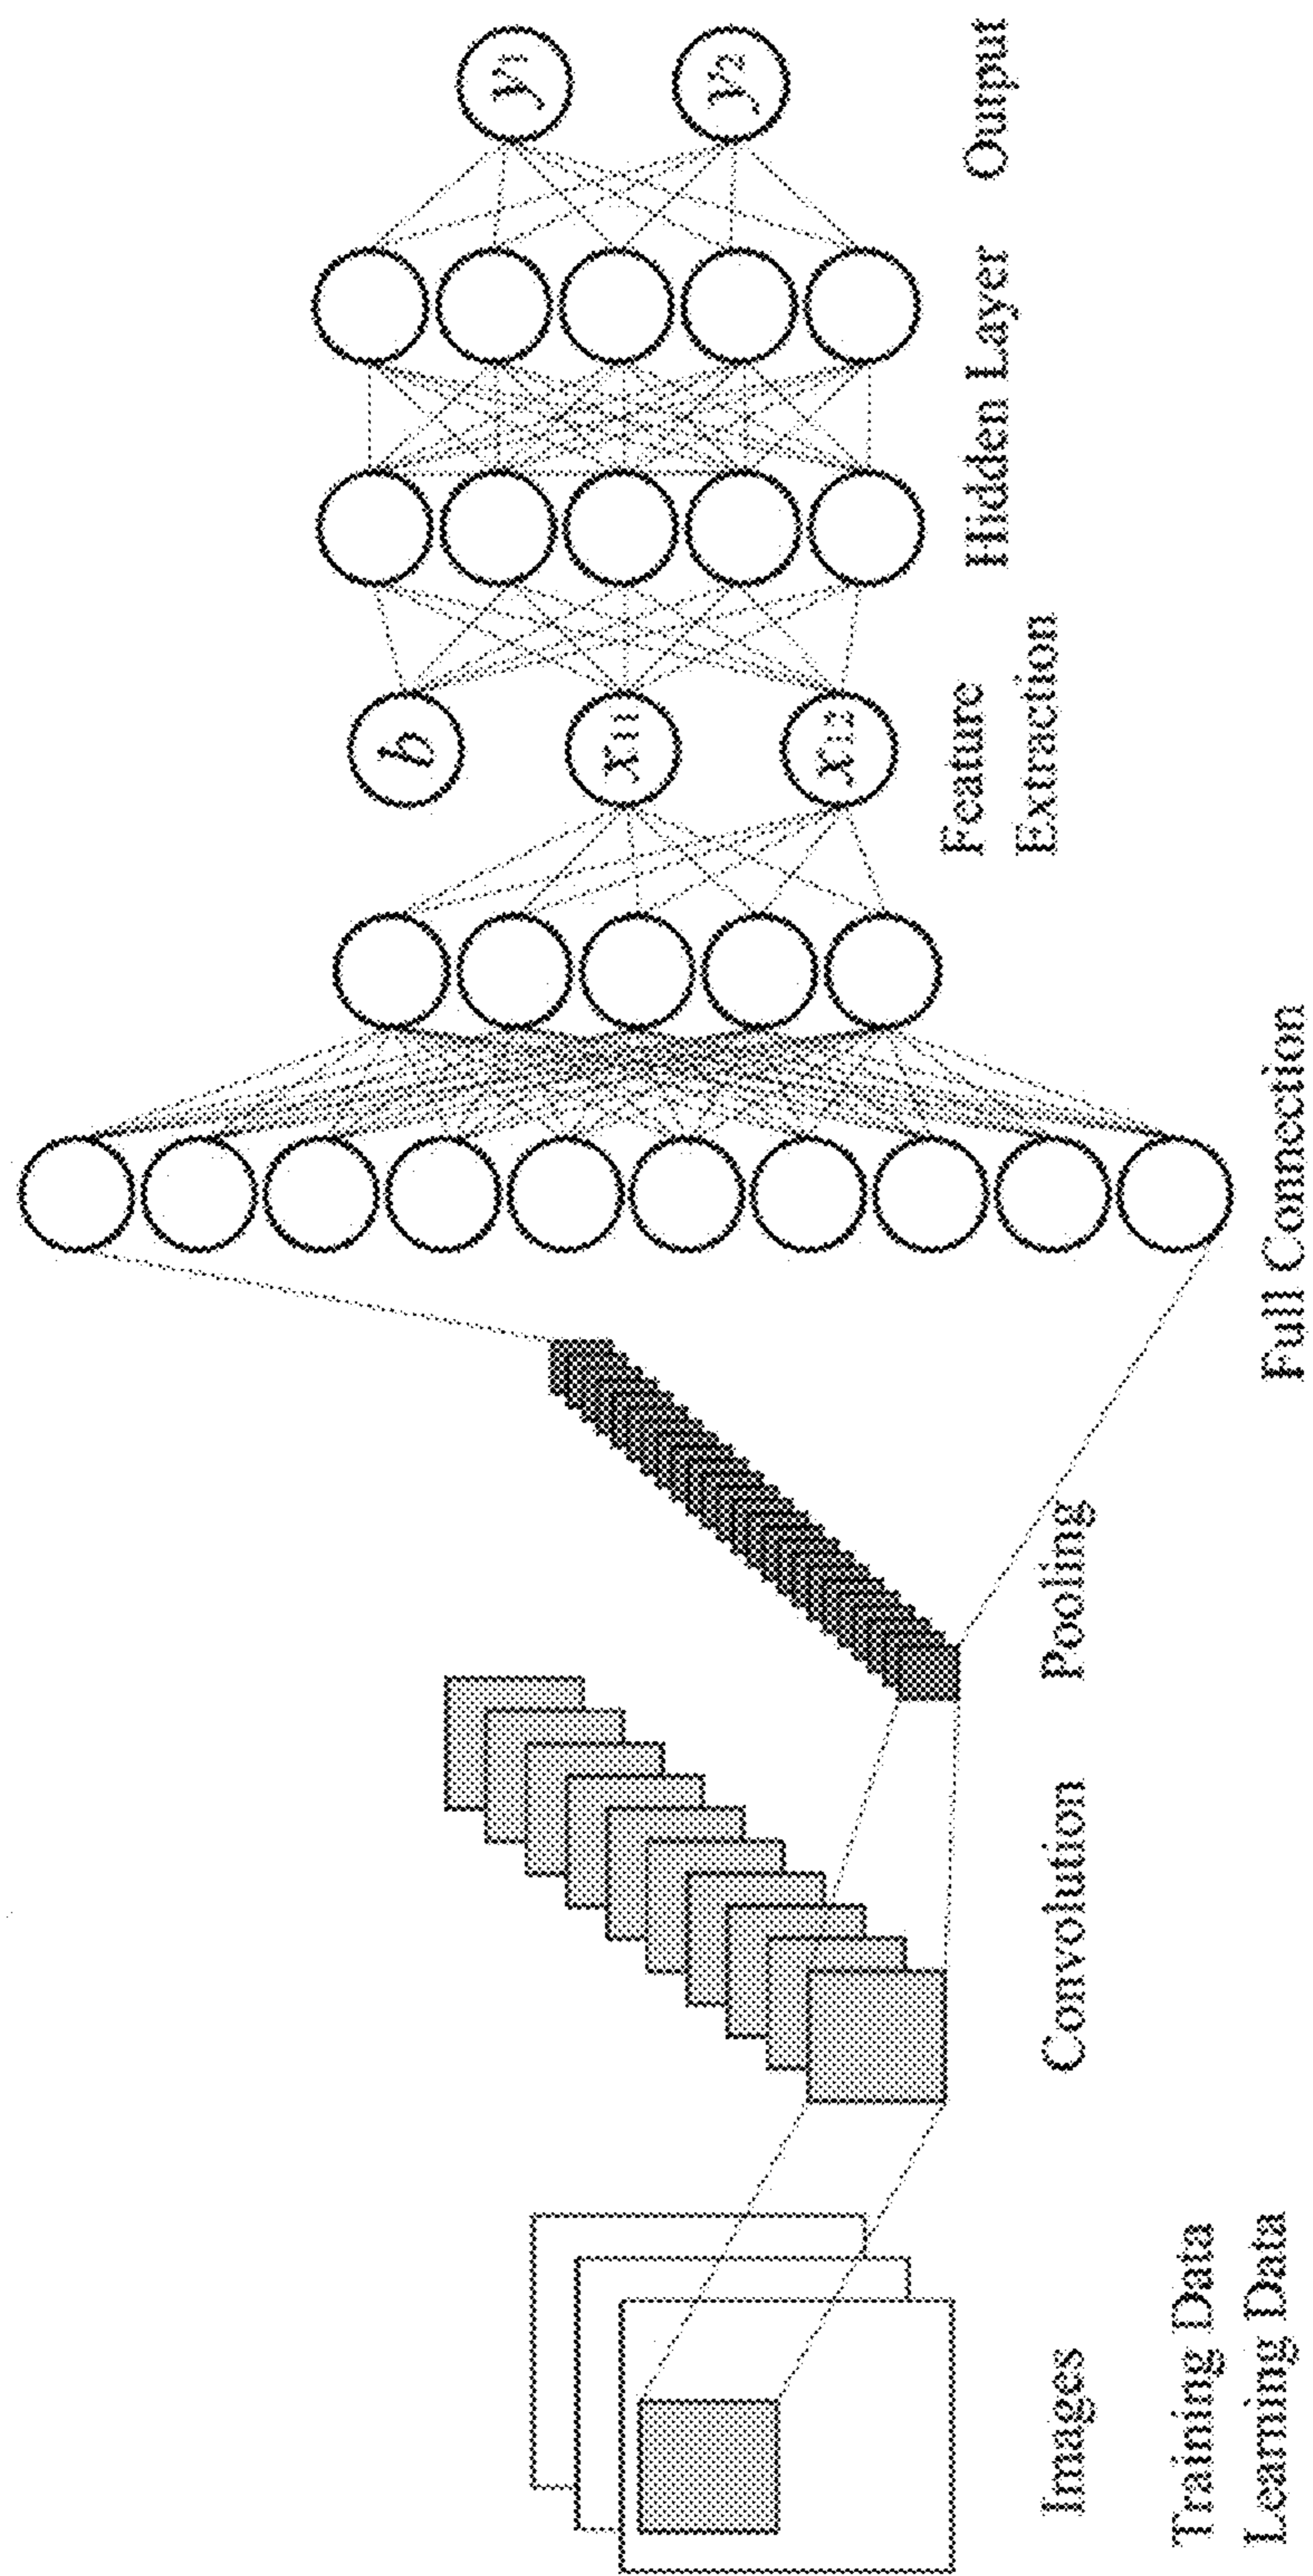 Images
Training Data
Learning Data
Convolution
Pooling
Full Connection
Feature
Extraction
Hidden Layer
Output
b
x11
x12
y1
y2